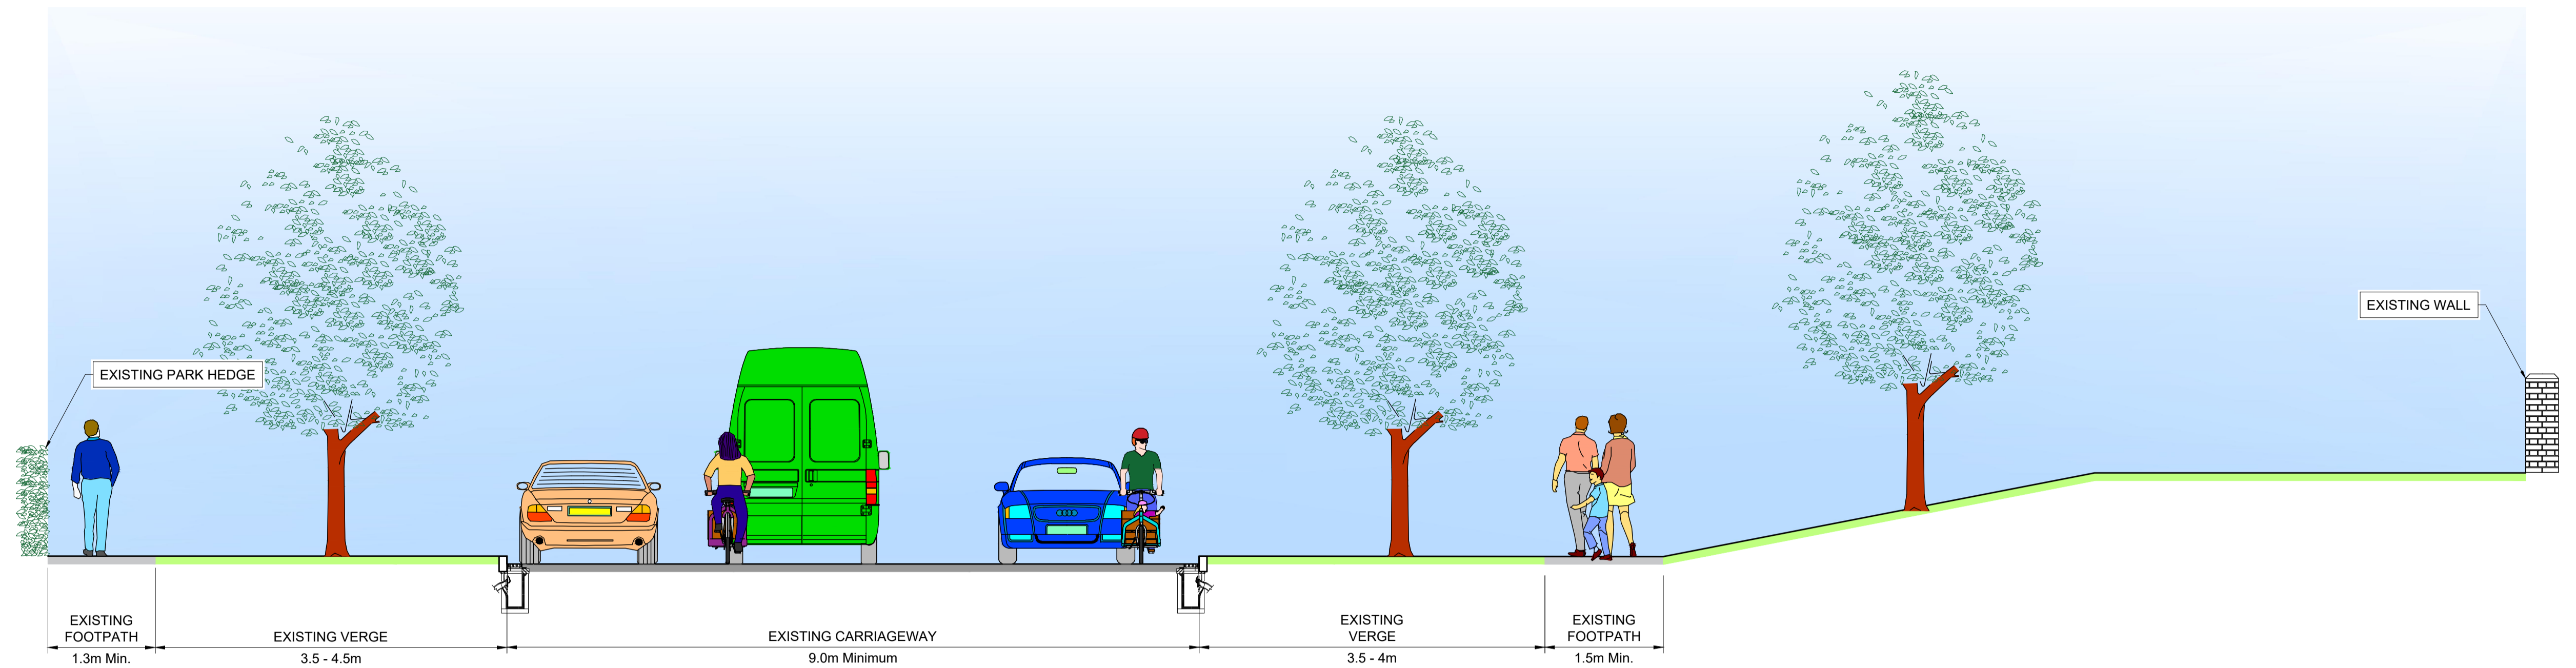 EXISTING WALL
EXISTING PARK HEDGE
EXISTING
FOOTPATH
1.3m Min.
EXISTING VERGE
3.5 - 4.5m
EXISTING CARRIAGEWAY
9.0m Minimum
EXISTING
VERGE
3.5 - 4m
EXISTING
FOOTPATH
1.5m Min.